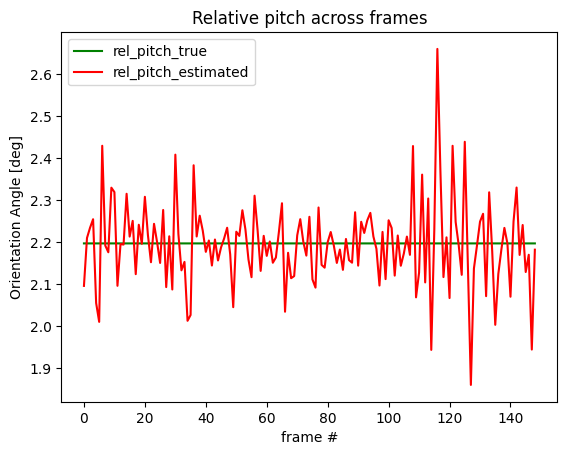 Relative pitch across frames
rel_pitch_true
rel_pitch_estimated
Orientation Angle [deg]
2.6
2.5
2.4
2.3
2.2
2.1
2.0
1.9
0 20 40 60 80 100 120 140
frame #